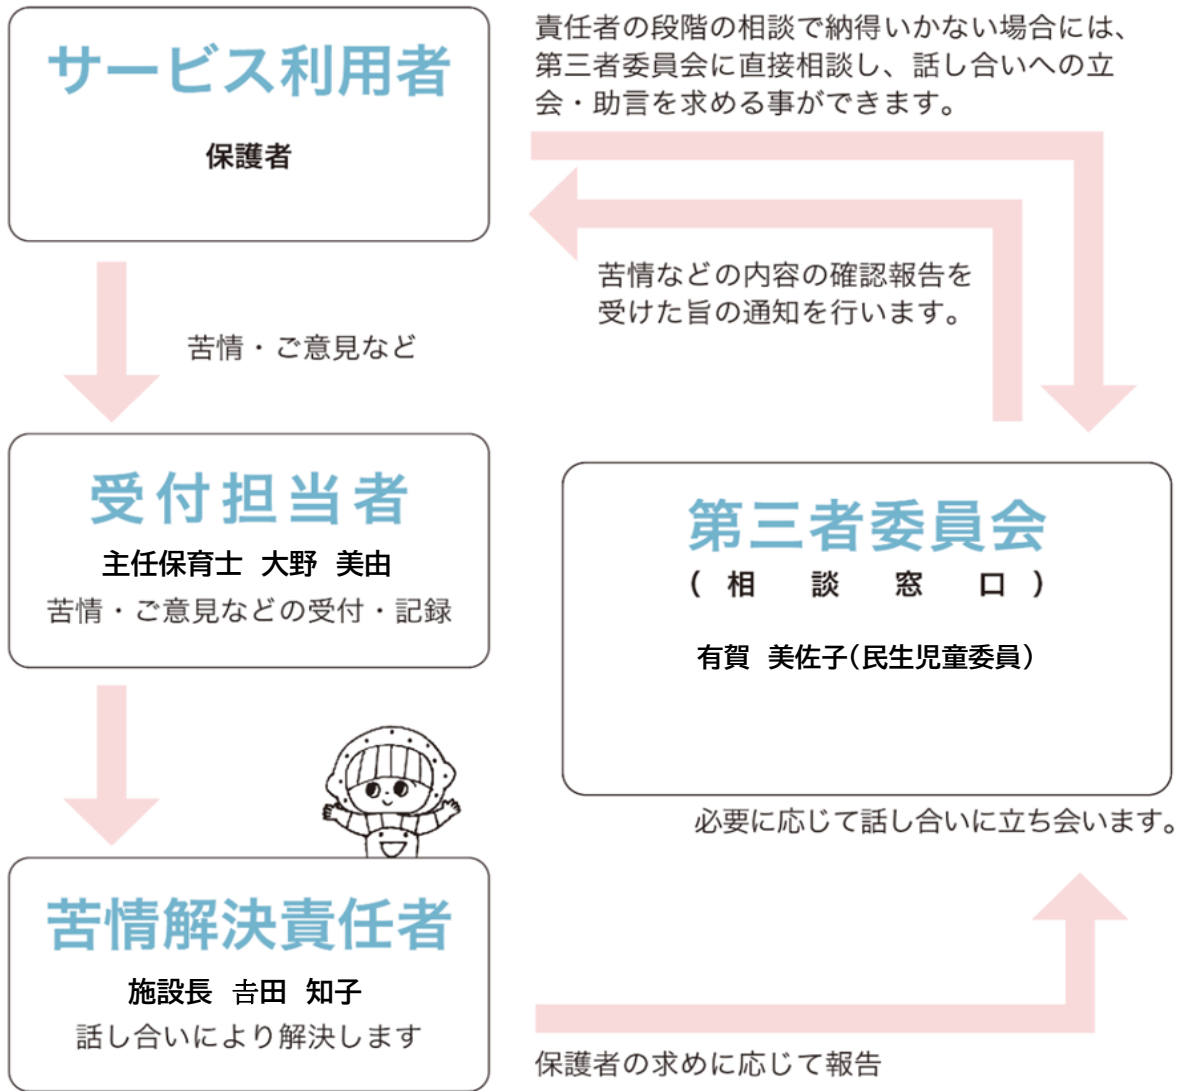 サービス利用者
保護者
責任者の段階の相談で納得いかない場合には、
第三者委員会に直接相談し、話し合いへの立
会・助言を求める事ができます。
苦情などの内容の確認報告を
受けた旨の通知を行います。
苦情・ご意見など
受付担当者
主任保育士 大野 美由
苦情・ご意見などの受付・記録
第三者委員会
(相談窓口)
有賀 美佐子(民生児童委員)
必要に応じて話し合いに立ち会います。
苦情解決責任者
施設長 𠮷田 知子
話し合いにより解決します
保護者の求めに応じて報告